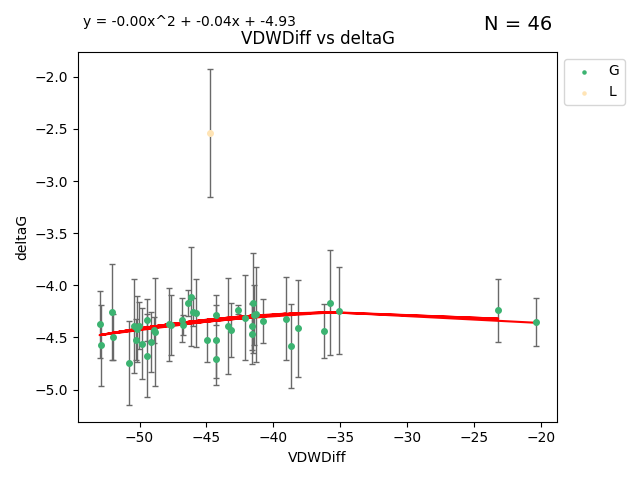 y = -0.00x^2 + -0.04x + -4.93
N = 46
VDWDiff vs deltaG
G
L
−2.0
−2.5
−3.0
−3.5
−4.0
−4.5
−5.0
deltaG
−50 −45 −40 −35 −30 −25 −20
VDWDiff